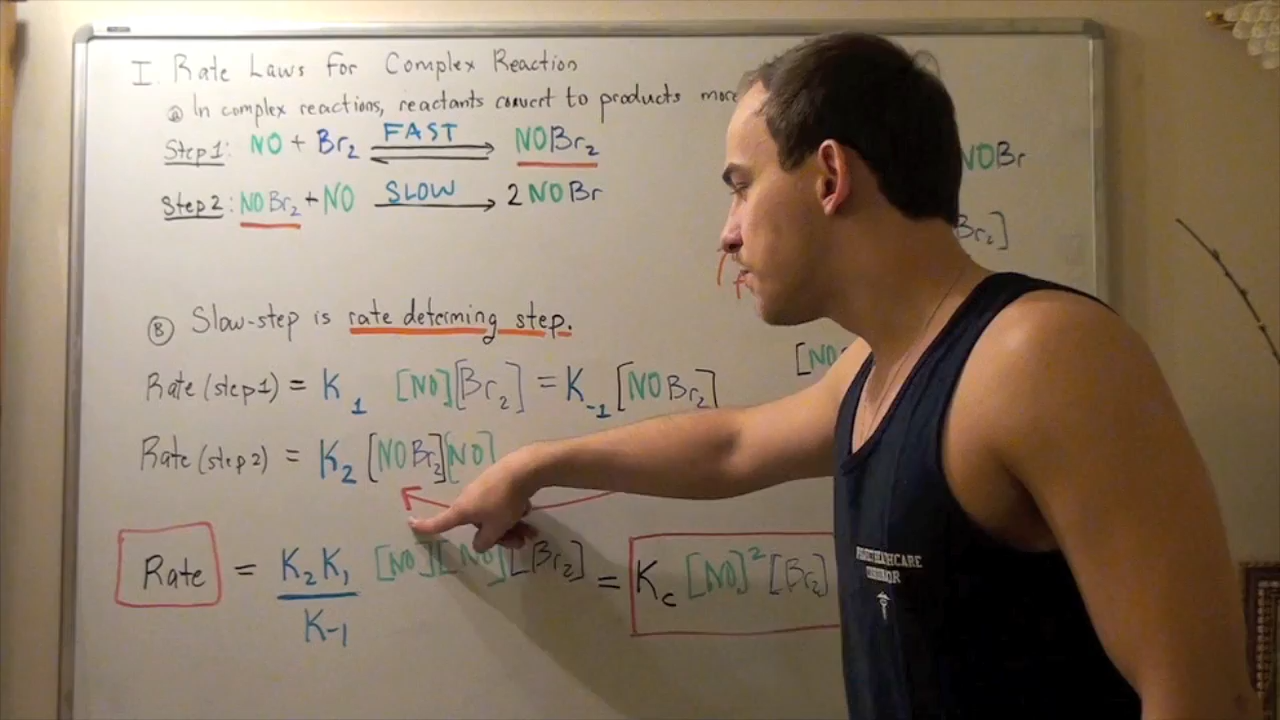 I. Rate Laws for Complex Reaction
Ⓐ In complex reactions, reactants convert to products more
Step 1: NO + Br₂ FAST ⇌ NOBr₂
NOBr
Step 2: NOBr₂ + NO SLOW → 2 NOBr
Br₂]
Ⓑ Slow-step is rate determing step.
Rate (step 1) = K₁ [NO][Br₂] = K₋₁ [NOBr₂]
[NO
Rate (step 2) = K₂ [NOBr₂][NO]
Rate = K₂K₁ / K-1 [NO][NO][Br₂] = Kc [NO]² [Br₂]